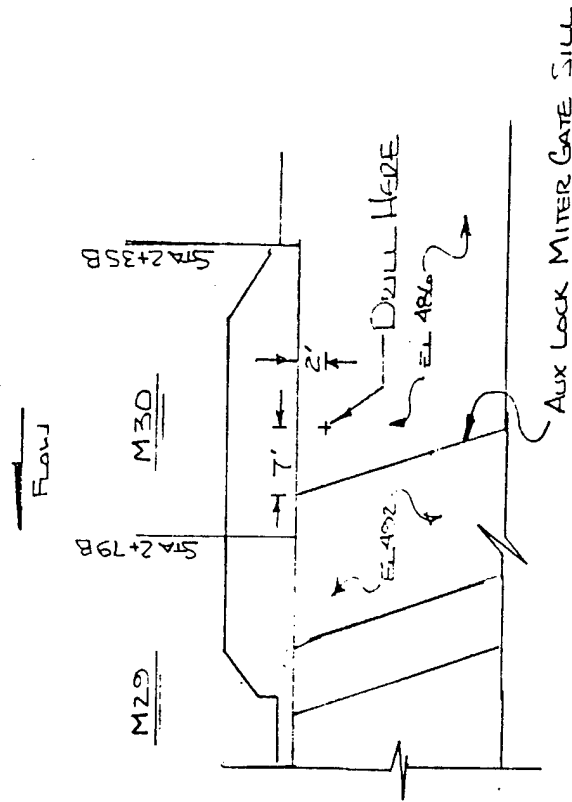 Flow
M29
M30
STA 2+79B
STA 2+35B
7'
2'
DRILL HERE
EL 492
EL 486
AUX LOCK MITER GATE SILL